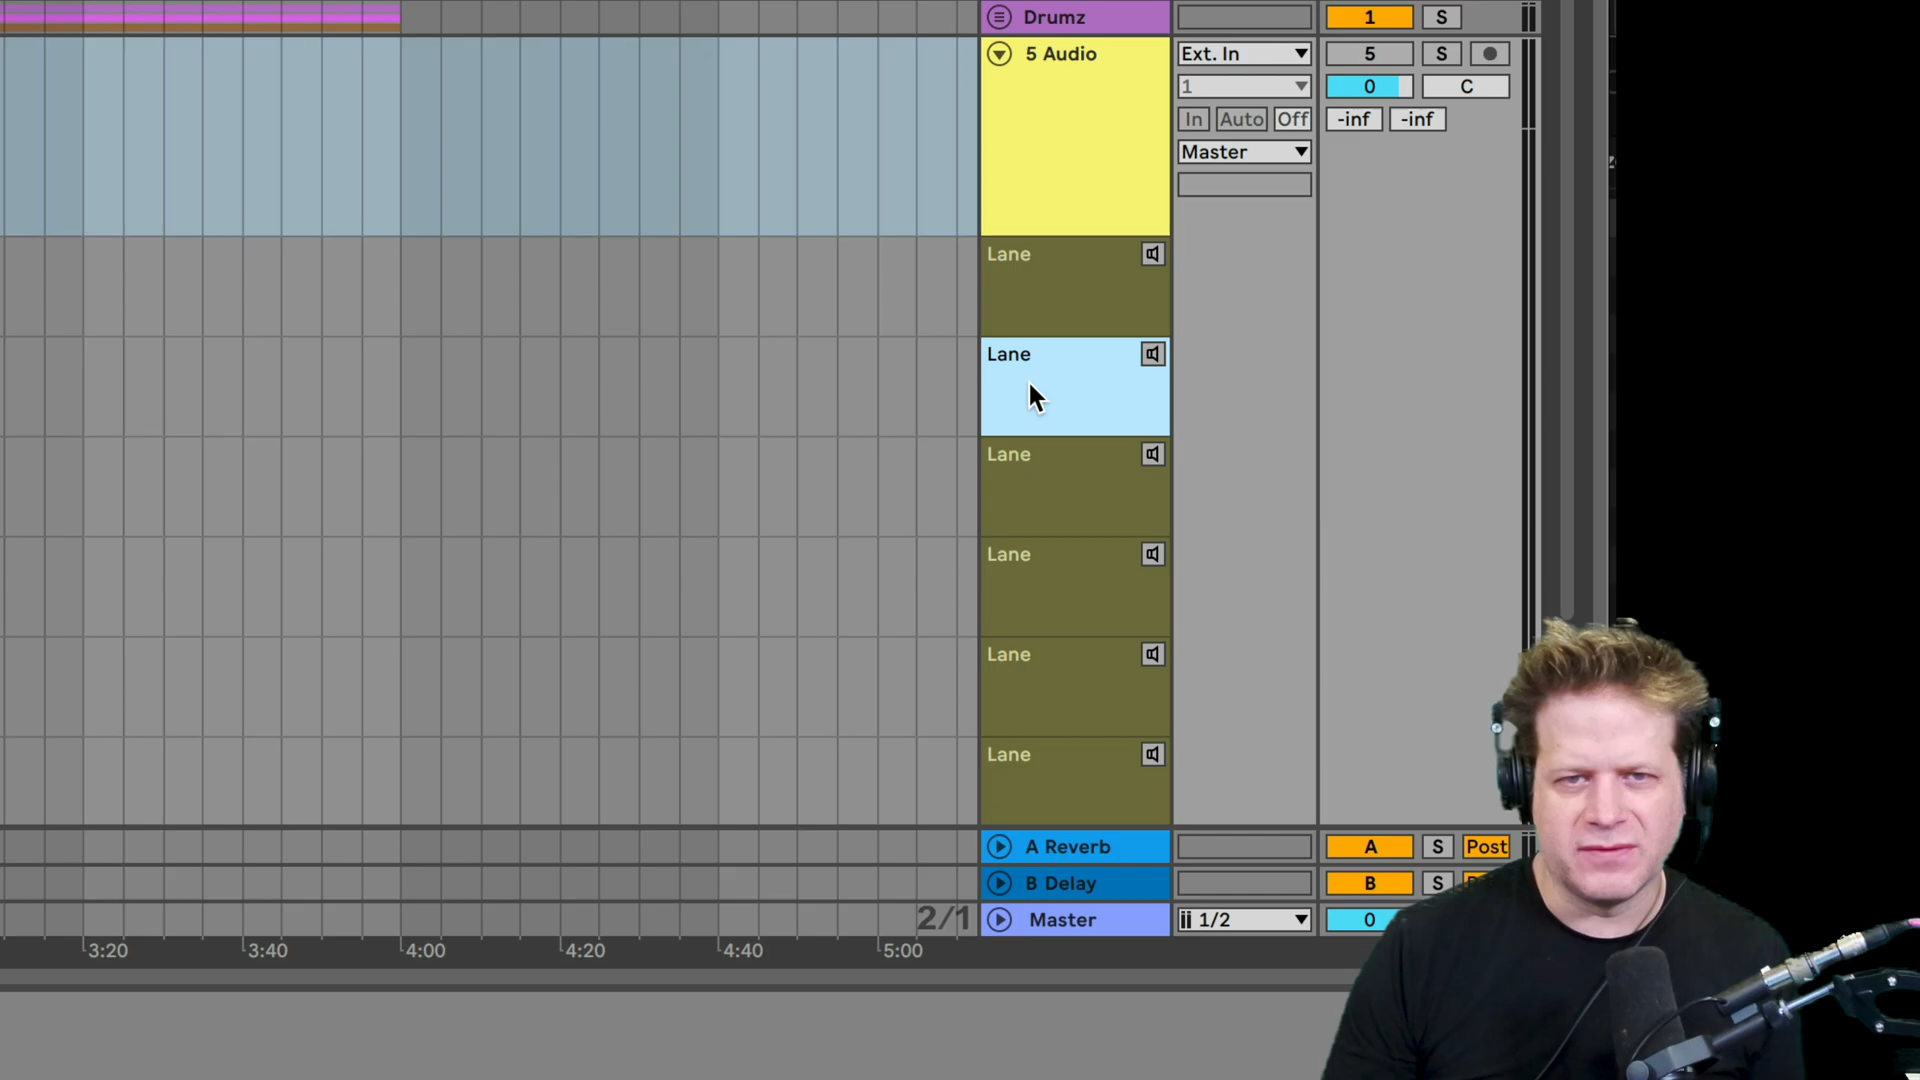 Drumz 1 S
5 Audio Ext. In 5 S
1 0 C
In Auto Off -inf -inf
Master
Lane
Lane
Lane
Lane
Lane
Lane
A Reverb A S Post
B Delay B S
2/1 Master 1/2 0
3:20 3:40 4:00 4:20 4:40 5:00